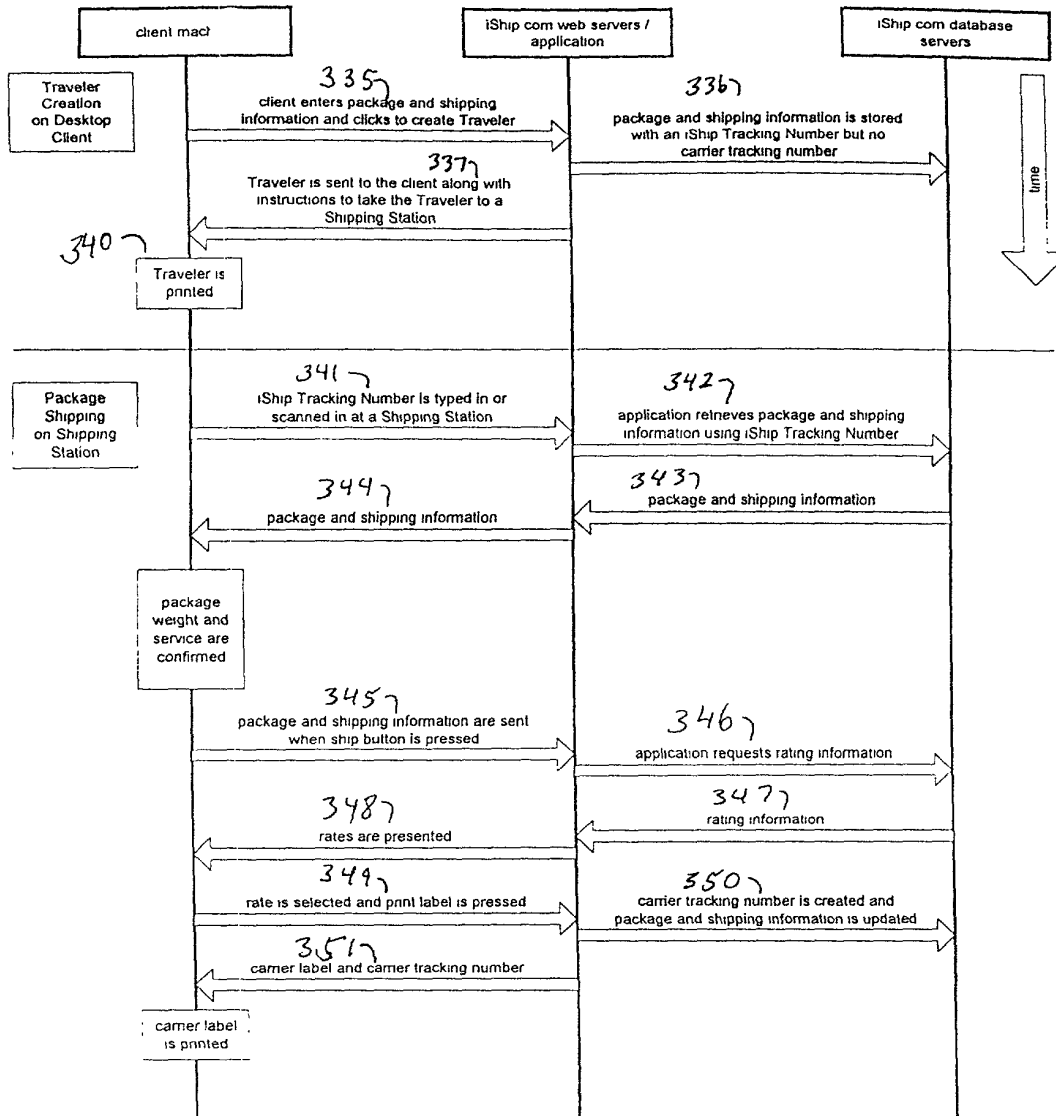 client mact
iShip com web servers /
application
iShip com database
servers
Traveler
Creation
on Desktop
Client
335
client enters package and shipping
information and clicks to create Traveler
336
package and shipping information is stored
with an iShip Tracking Number but no
carrier tracking number
time
337
Traveler is sent to the client along with
instructions to take the Traveler to a
Shipping Station
340
Traveler is
printed
Package
Shipping
on Shipping
Station
341
iShip Tracking Number is typed in or
scanned in at a Shipping Station
342
application retrieves package and shipping
information using iShip Tracking Number
343
package and shipping information
344
package and shipping information
package
weight and
service are
confirmed
345
package and shipping information are sent
when ship button is pressed
346
application requests rating information
347
rating information
348
rates are presented
349
rate is selected and print label is pressed
350
carrier tracking number is created and
package and shipping information is updated
351
carrier label and carrier tracking number
carrier label
is printed